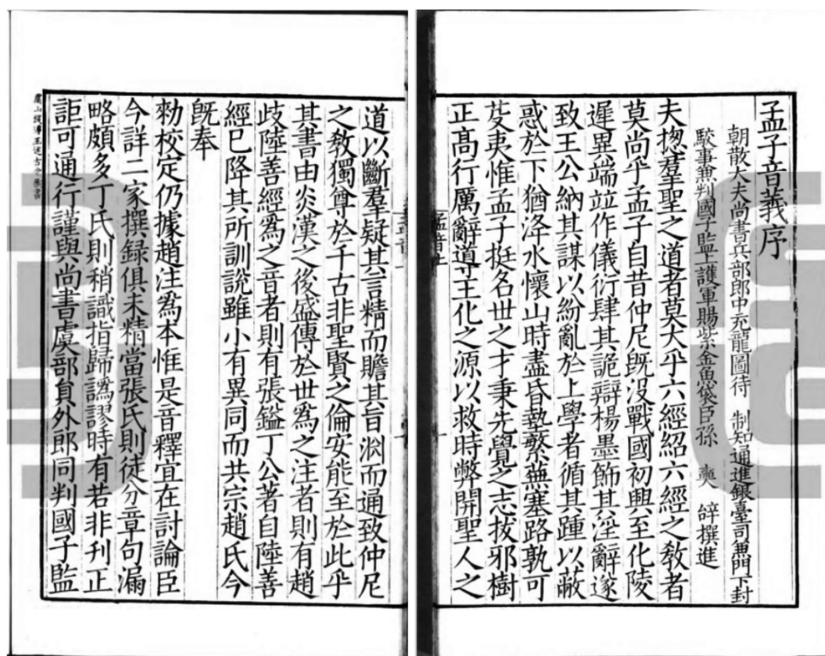 孟子音義序
朝散大夫尚書兵部郎中充龍圖待　制知通進銀臺司兼門下封
駮事兼判國子監上護軍賜紫金魚袋臣孫　奭　等撰進
夫揔羣聖之道者莫大乎六經紹六經之敎者
莫尚乎孟子自昔仲尼旣没戰國初興至化陵
遲異端竝作儀衍肆其詭辯楊墨飾其淫辭遂
致王公納其謀以紛亂於上學者循其踵以蔽
惑於下猶洚水懷山時盡昏墊繁蕪塞路孰可
芟夷惟孟子挺名世之才秉先覺之志拔邪樹
正髙行厲辭導王化之源以救時弊開聖人之
道以斷羣疑其言精而贍其旨淵而通致仲尼
之敎獨尊於千古非聖賢之倫安能至於此乎
其書由炎漢之後盛傳於世爲之注者則有趙
歧陸善經爲之音者則有張鎰丁公著自陸善
經已降其所訓說雖小有異同而共宗趙氏今
旣奉
勑校定仍據趙注爲本惟是音釋宜在討論臣
今詳二家撰録俱未精當張氏則徒分章句漏
略頗多丁氏則稍識指歸譌謬時有若非刊正
詎可通行謹與尚書虞部貟外郎同判國子監